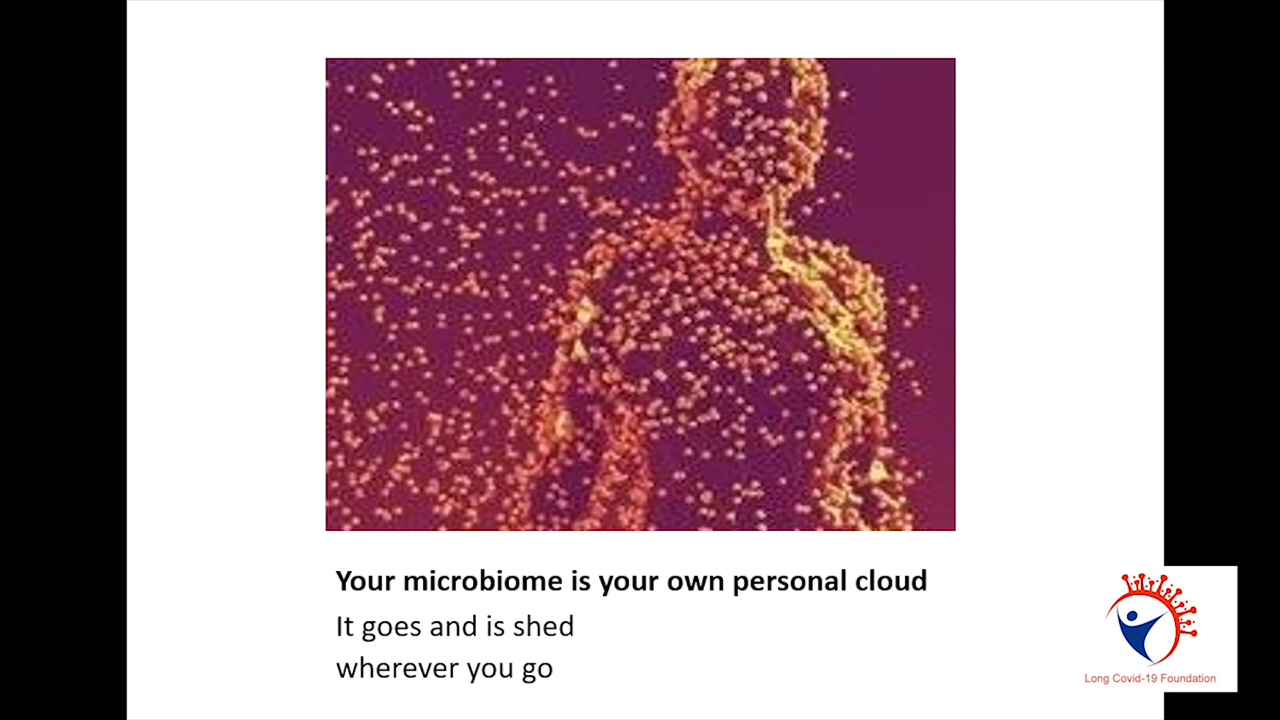 Your microbiome is your own personal cloud
It goes and is shed
wherever you go
Long Covid-19 Foundation